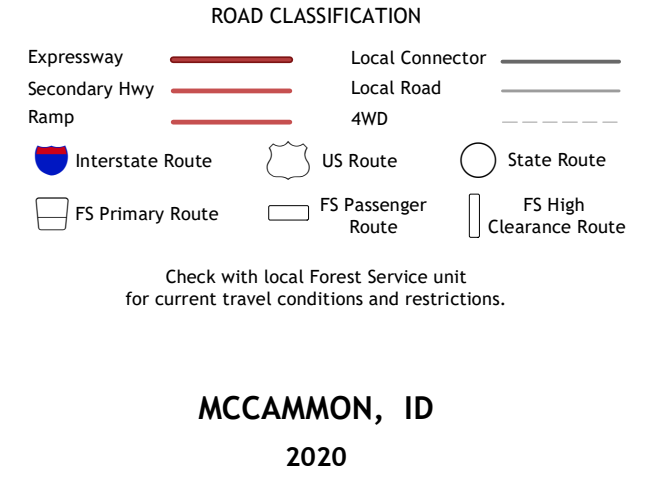 ROAD CLASSIFICATION
Expressway
Local Connector
Secondary Hwy
Local Road
Ramp
4WD
Interstate Route
US Route
State Route
FS Primary Route
FS Passenger
Route
FS High
Clearance Route
Check with local Forest Service unit
for current travel conditions and restrictions.
MCCAMMON, ID
2020